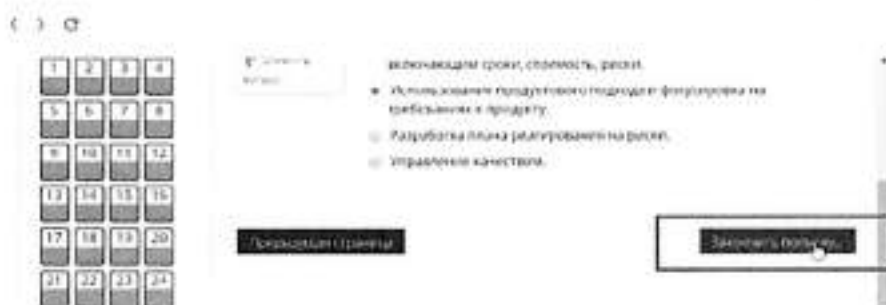 1 2 3 4
включающим сроки, стоимость, риски.
Использование продуктового подхода и фокусировка на
требованиях к продукту.
5 6 7 8
Разработка плана реагирования на риски.
9 10 11 12
Управление качеством.
13 14 15 16
17 18 19 20
Предыдущая страница
Закончить попытку...
21 22 23 24